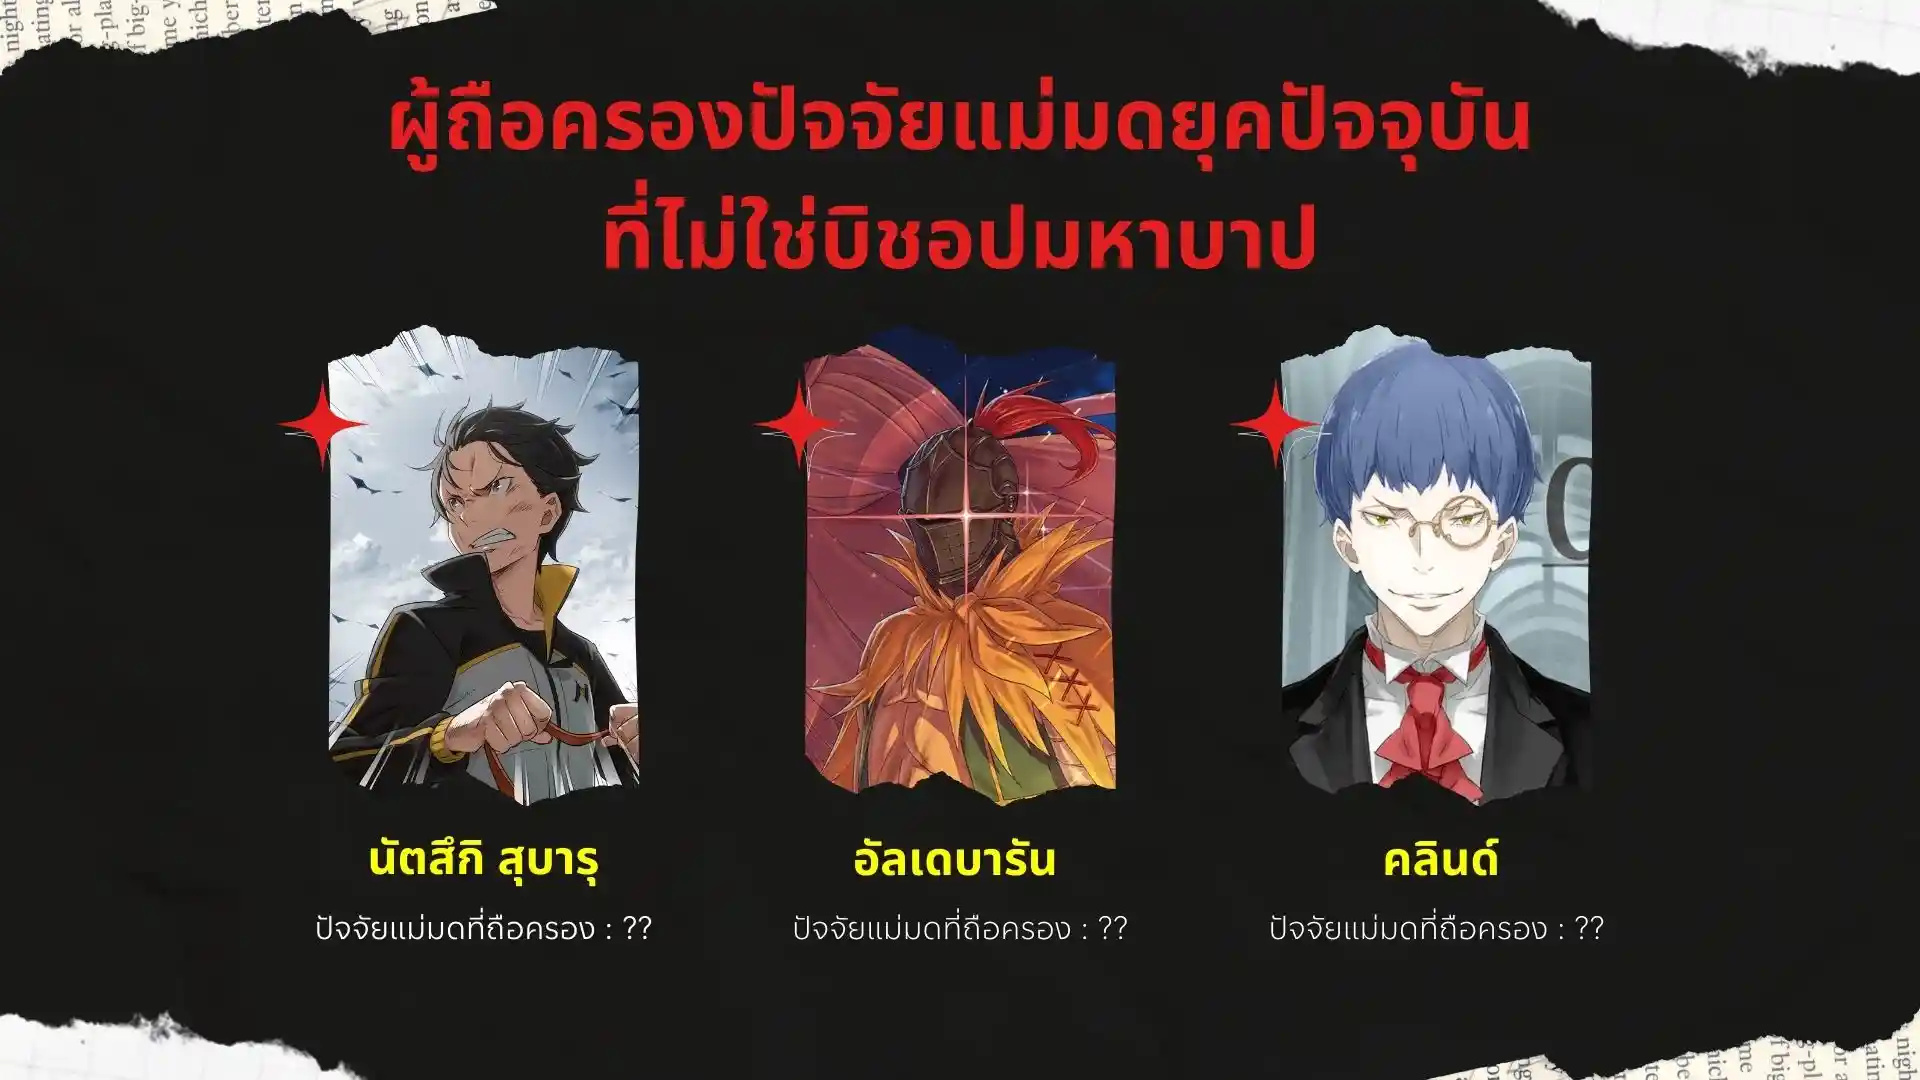 ผู้ถือครองปัจจัยแม่มดยุคปัจจุบัน
ที่ไม่ใช่บิชอปมหาบาป
นัตสึกิ สุบารุ
อัลเดบารัน
คลินด์
ปัจจัยแม่มดที่ถือครอง : ??
ปัจจัยแม่มดที่ถือครอง : ??
ปัจจัยแม่มดที่ถือครอง : ??